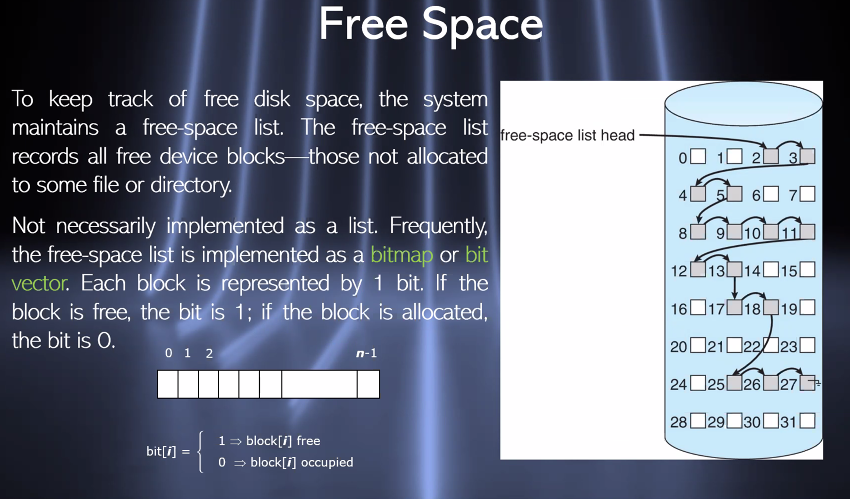 Free Space
To keep track of free disk space, the system
maintains a free-space list. The free-space list
records all free device blocks—those not allocated
to some file or directory.
Not necessarily implemented as a list. Frequently,
the free-space list is implemented as a bitmap or bit
vector. Each block is represented by 1 bit. If the
block is free, the bit is 1; if the block is allocated,
the bit is 0.
0 1 2 n-1
bit[i] =
1 ⇒ block[i] free
0 ⇒ block[i] occupied
free-space list head
0 1 2 3
4 5 6 7
8 9 10 11
12 13 14 15
16 17 18 19
20 21 22 23
24 25 26 27
28 29 30 31